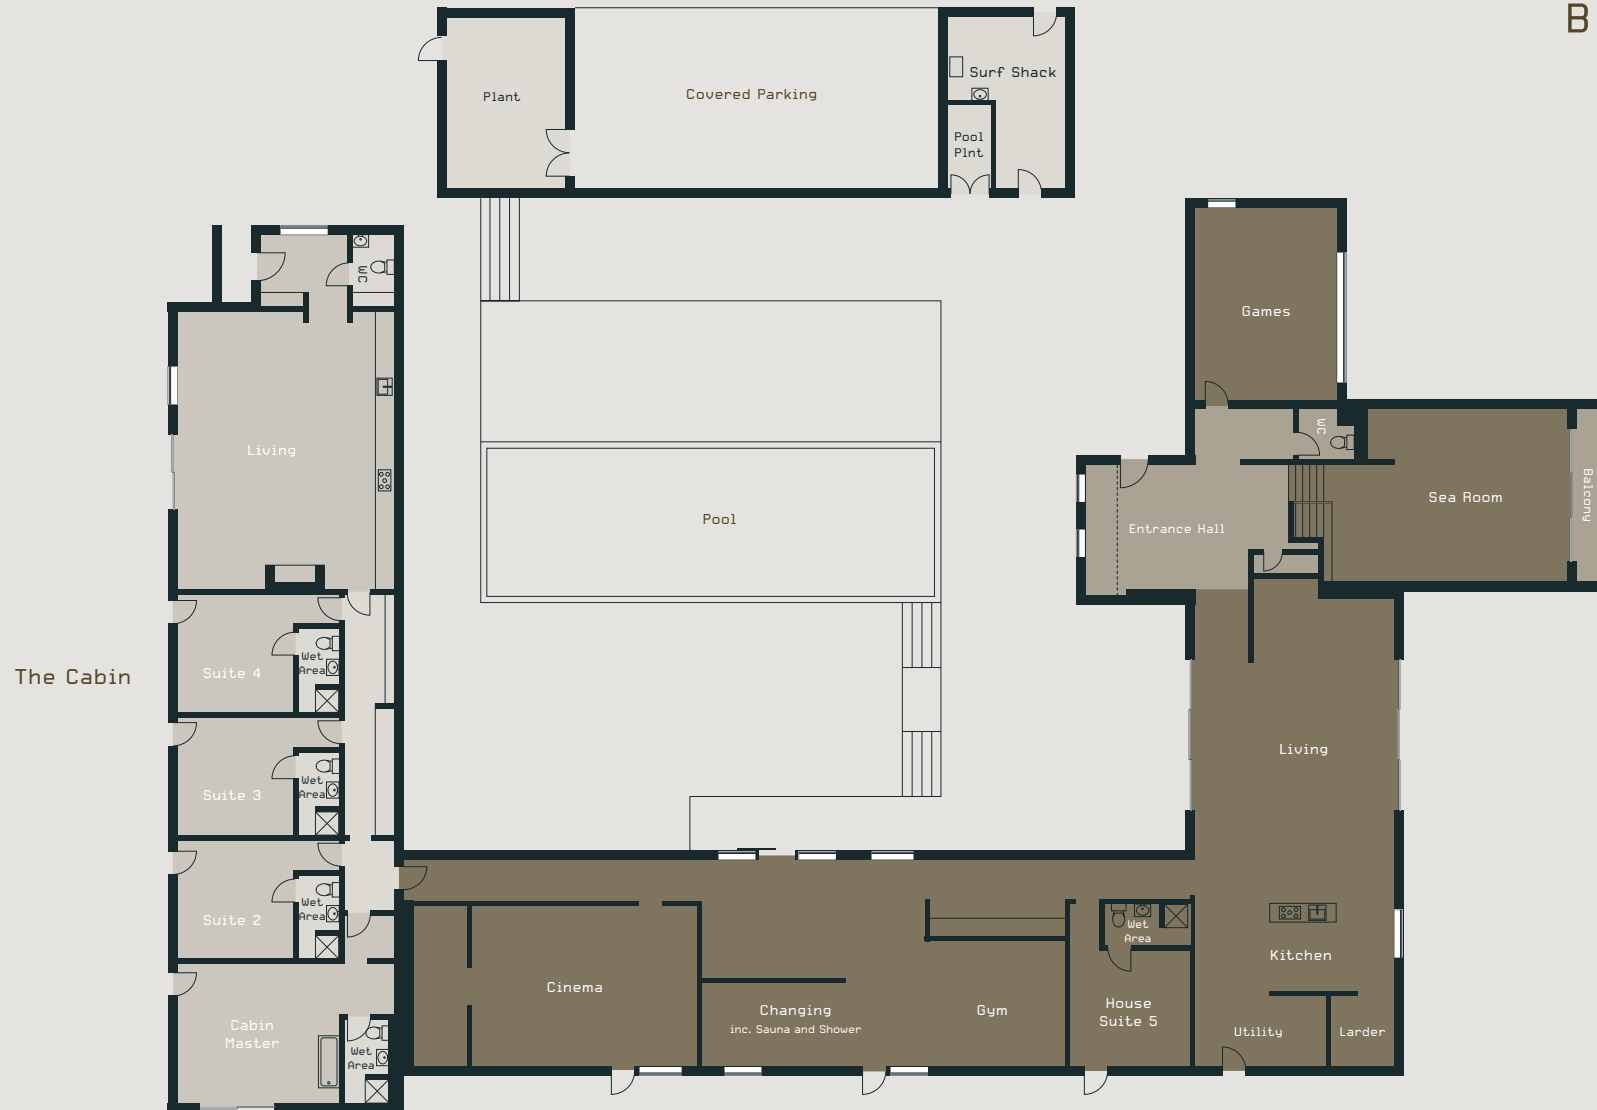 B
Plant
Covered Parking
Surf Shack
Pool
Plnt
WC
Living
Games
WC
Sea Room
Balcony
Entrance Hall
Pool
The Cabin
Suite 4
Wet
Area
Suite 3
Wet
Area
Suite 2
Wet
Area
Cabin
Master
Wet
Area
Living
Cinema
Changing
inc. Sauna and Shower
Gym
Wet
Area
House
Suite 5
Kitchen
Utility
Larder